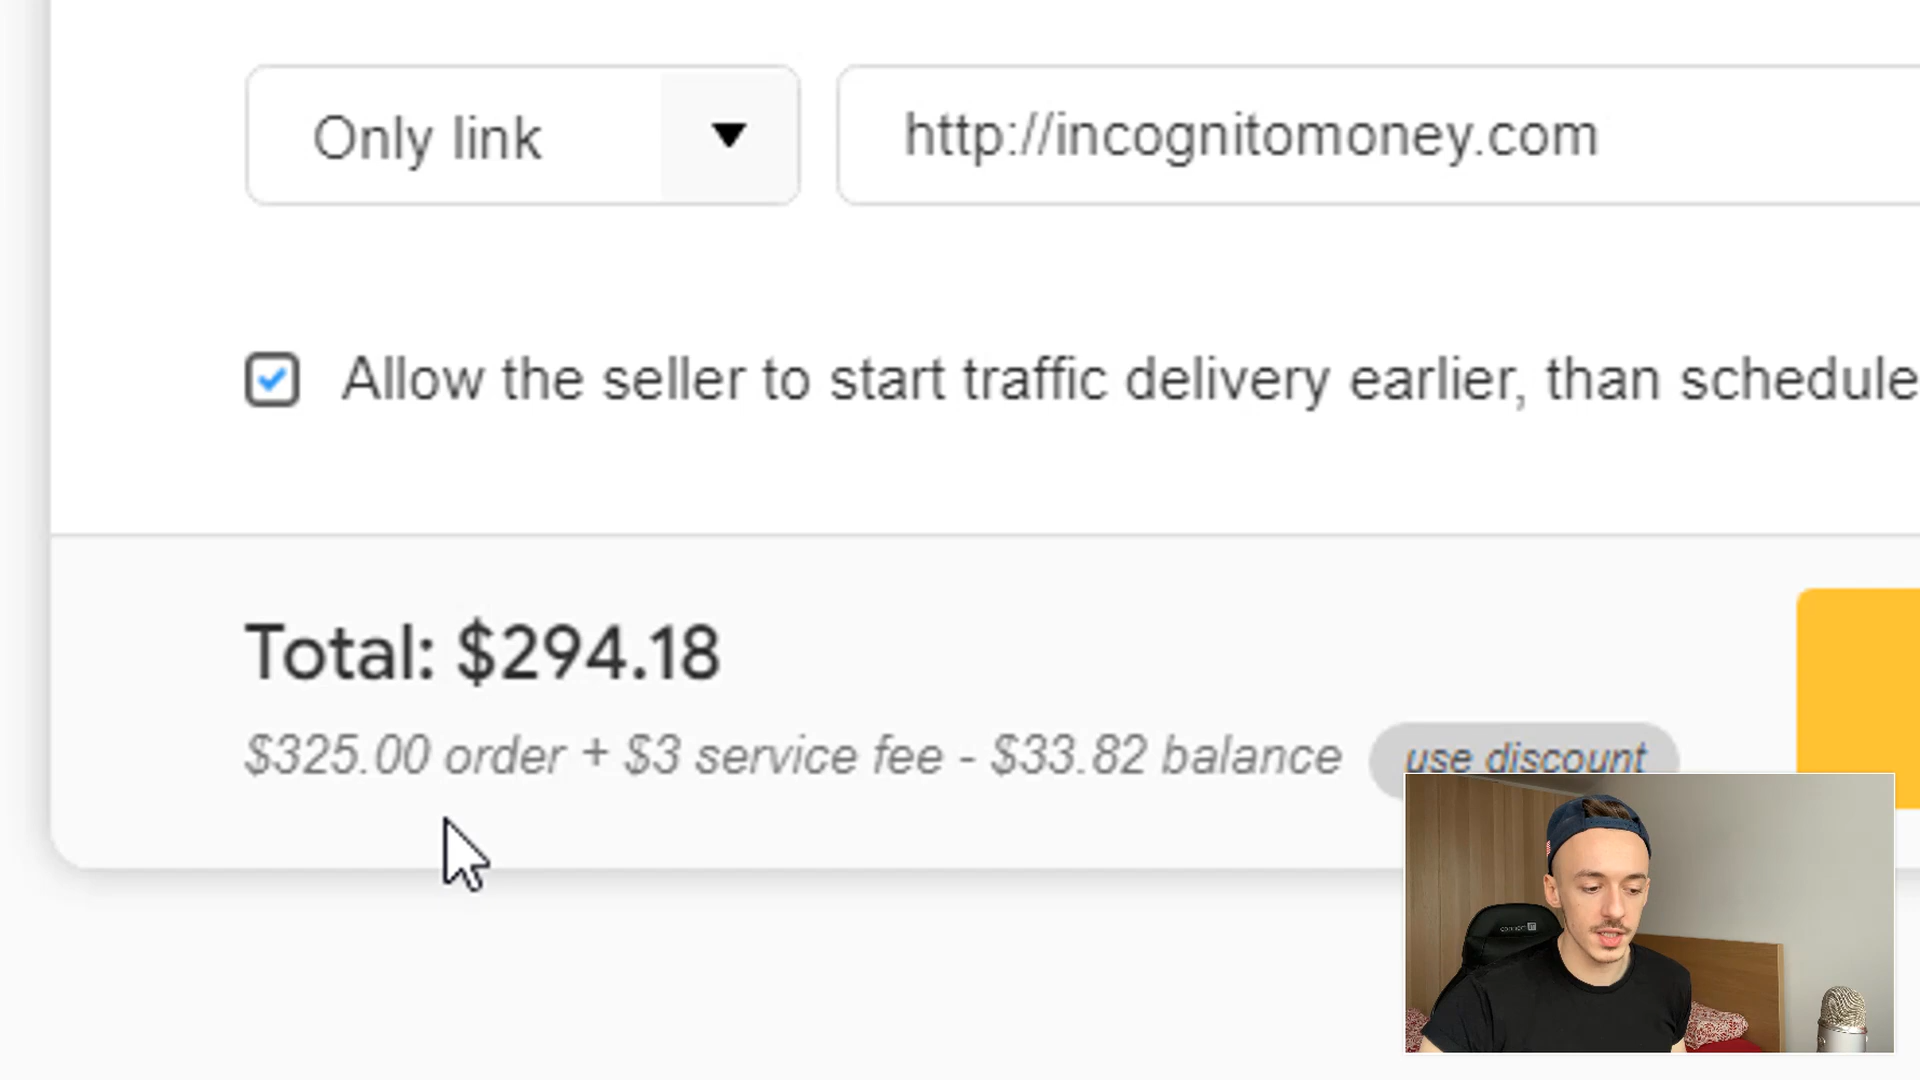 Only link
http://incognitomoney.com
Allow the seller to start traffic delivery earlier, than schedule
Total: $294.18
$325.00 order + $3 service fee - $33.82 balance
use discount